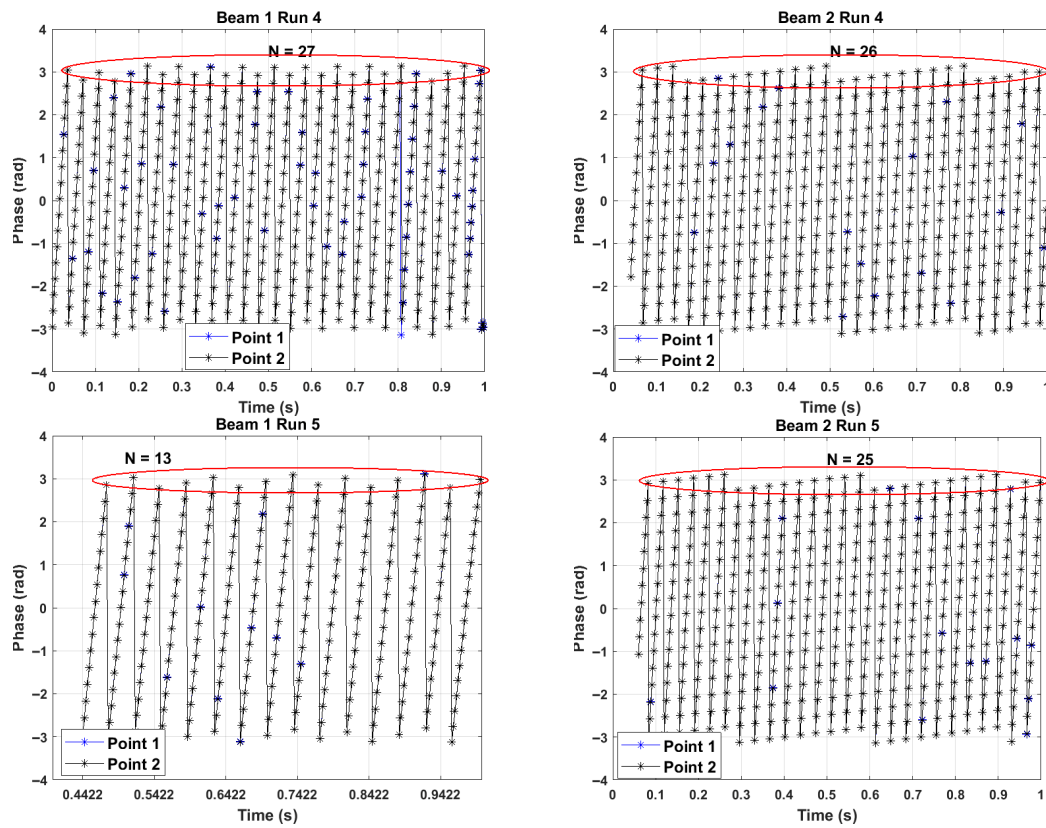 Beam 1 Run 4
N = 27
4
3
2
1
0
−1
−2
−3
−4
Phase (rad)
Point 1
Point 2
0 0.1 0.2 0.3 0.4 0.5 0.6 0.7 0.8 0.9 1
Time (s)
Beam 2 Run 4
N = 26
4
3
2
1
0
−1
−2
−3
−4
Phase (rad)
Point 1
Point 2
0 0.1 0.2 0.3 0.4 0.5 0.6 0.7 0.8 0.9 1
Time (s)
Beam 1 Run 5
N = 13
4
3
2
1
0
−1
−2
−3
−4
Phase (rad)
Point 1
Point 2
0.4422 0.5422 0.6422 0.7422 0.8422 0.9422
Time (s)
Beam 2 Run 5
N = 25
4
3
2
1
0
−1
−2
−3
−4
Phase (rad)
Point 1
Point 2
0 0.1 0.2 0.3 0.4 0.5 0.6 0.7 0.8 0.9 1
Time (s)